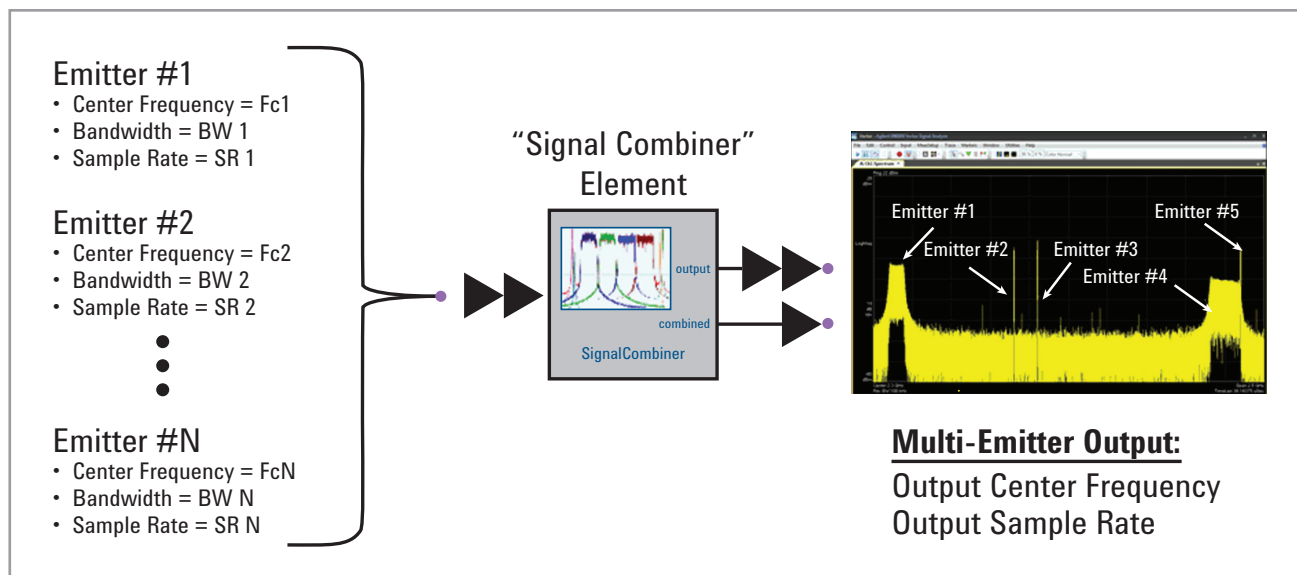 Emitter #1
• Center Frequency = Fc1
• Bandwidth = BW 1
• Sample Rate = SR 1
Emitter #2
• Center Frequency = Fc2
• Bandwidth = BW 2
• Sample Rate = SR 2
Emitter #N
• Center Frequency = FcN
• Bandwidth = BW N
• Sample Rate = SR N
“Signal Combiner”
Element
output
combined
SignalCombiner
Emitter #1
Emitter #2
Emitter #3
Emitter #4
Emitter #5
Multi-Emitter Output:
Output Center Frequency
Output Sample Rate